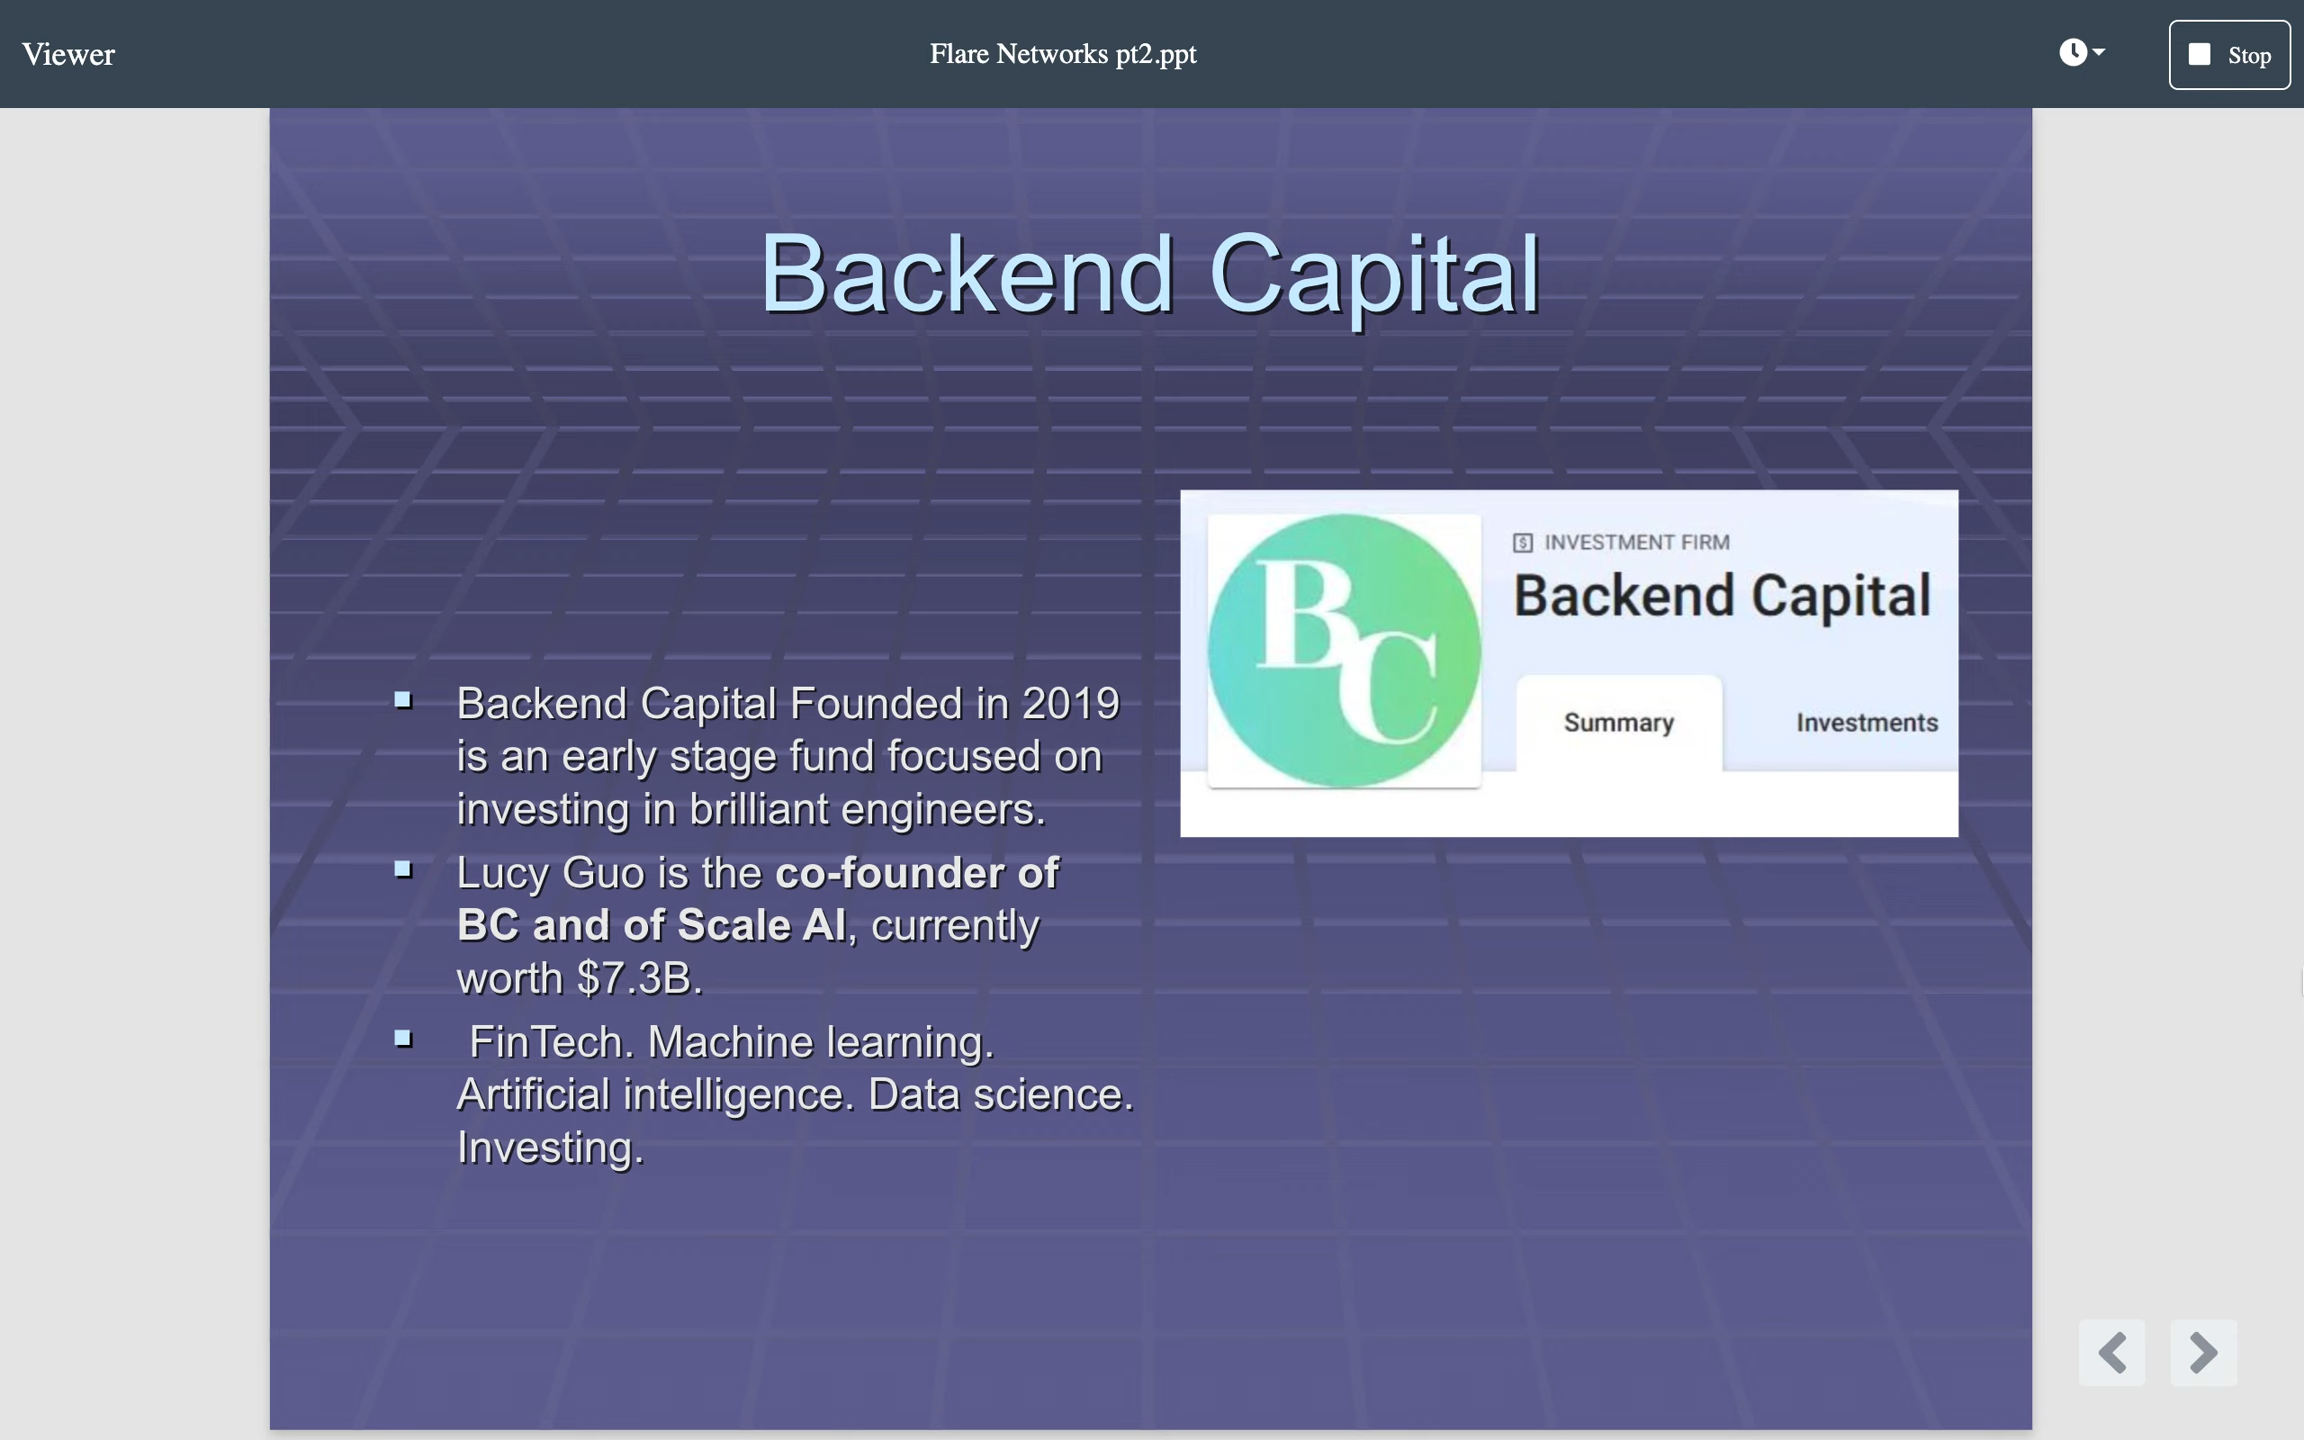 Viewer
Flare Networks pt2.ppt
Stop
Backend Capital
Backend Capital Founded in 2019
is an early stage fund focused on
investing in brilliant engineers.
Lucy Guo is the co-founder of
BC and of Scale AI, currently
worth $7.3B.
FinTech. Machine learning.
Artificial intelligence. Data science.
Investing.
BC
$ INVESTMENT FIRM
Backend Capital
Summary
Investments